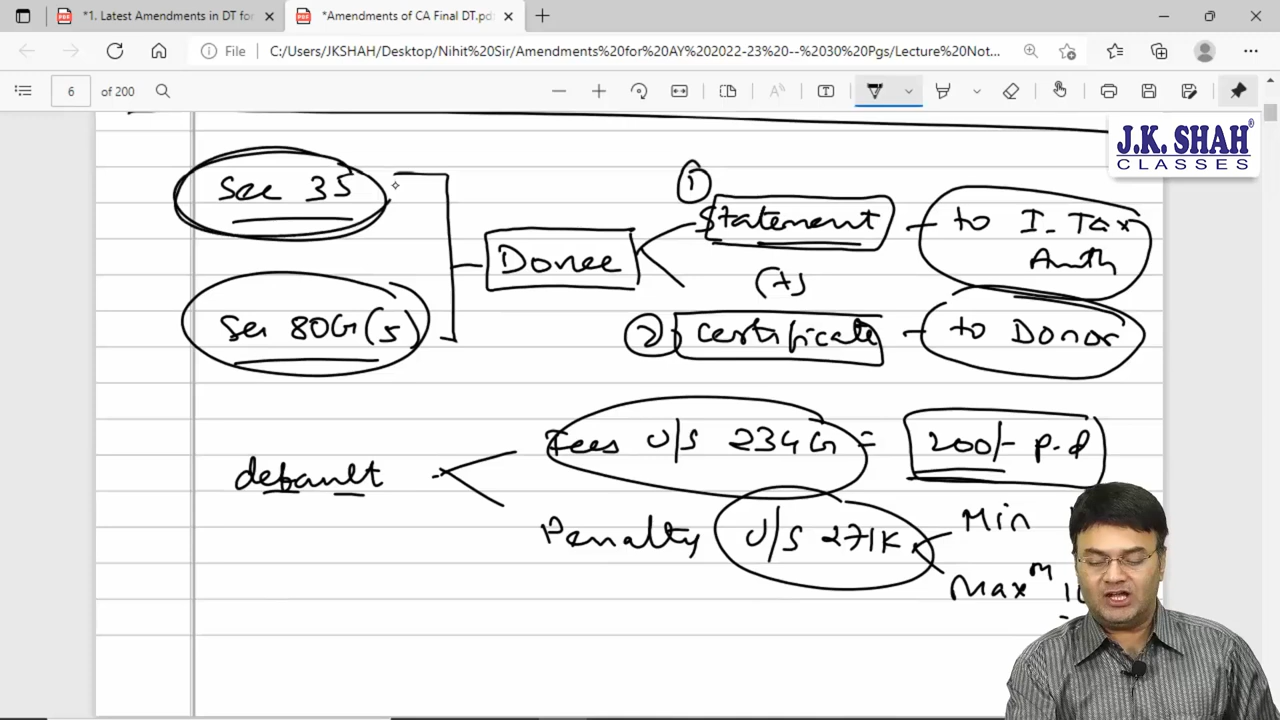 *1. Latest Amendments in DT for
*Amendments of CA Final DT.pdf
File
C:/Users/JKSHAH/Desktop/Nihit%20Sir/Amendments%20for%20AY%202022-23%20--%2030%20Pgs/Lecture%20Not...
6 of 200
J.K. SHAH®
CLASSES
Sec 35
Sec 80G(5)
Donee
① Statement - to I. Tax Auth
(+)
② Certificate - to Donor
default
Fees U/S 234G = 200/- p.d
Penalty U/S 271K
Min
Maxm